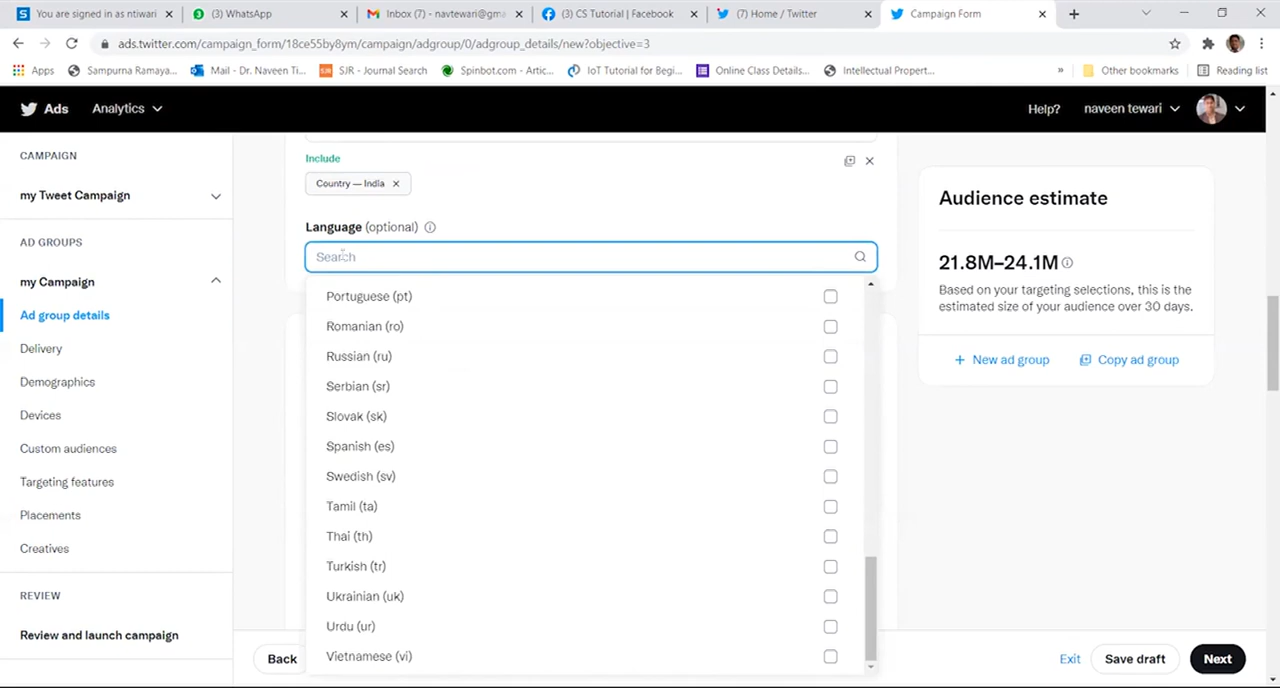 You are signed in as ntiwari
(3) WhatsApp
Inbox (7) - navtewari@gma
(3) CS Tutorial | Facebook
(7) Home / Twitter
Campaign Form
ads.twitter.com/campaign_form/18ce55by8ym/campaign/adgroup/0/adgroup_details/new?objective=3
Apps
Sampurna Ramaya...
Mail - Dr. Naveen Ti...
SJR - Journal Search
Spinbot.com - Artic...
IoT Tutorial for Begi...
Online Class Details...
Intellectual Propert...
»
Other bookmarks
Reading list
Ads
Analytics
Help?
naveen tewari
CAMPAIGN
my Tweet Campaign
AD GROUPS
my Campaign
Ad group details
Delivery
Demographics
Devices
Custom audiences
Targeting features
Placements
Creatives
REVIEW
Review and launch campaign
Include
Country — India
Language (optional)
Search
Portuguese (pt)
Romanian (ro)
Russian (ru)
Serbian (sr)
Slovak (sk)
Spanish (es)
Swedish (sv)
Tamil (ta)
Thai (th)
Turkish (tr)
Ukrainian (uk)
Urdu (ur)
Vietnamese (vi)
Audience estimate
21.8M–24.1M
Based on your targeting selections, this is the
estimated size of your audience over 30 days.
+ New ad group
Copy ad group
Back
Exit
Save draft
Next